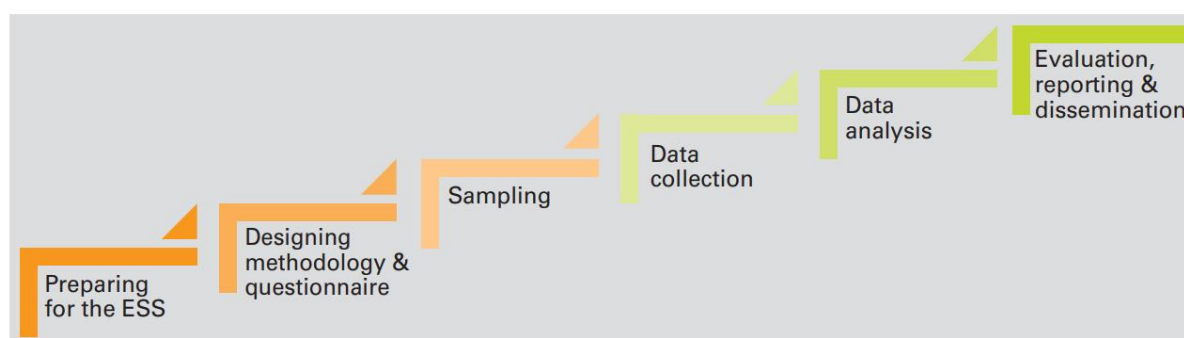 Preparing
for the ESS
Designing
methodology &
questionnaire
Sampling
Data
collection
Data
analysis
Evaluation,
reporting &
dissemination